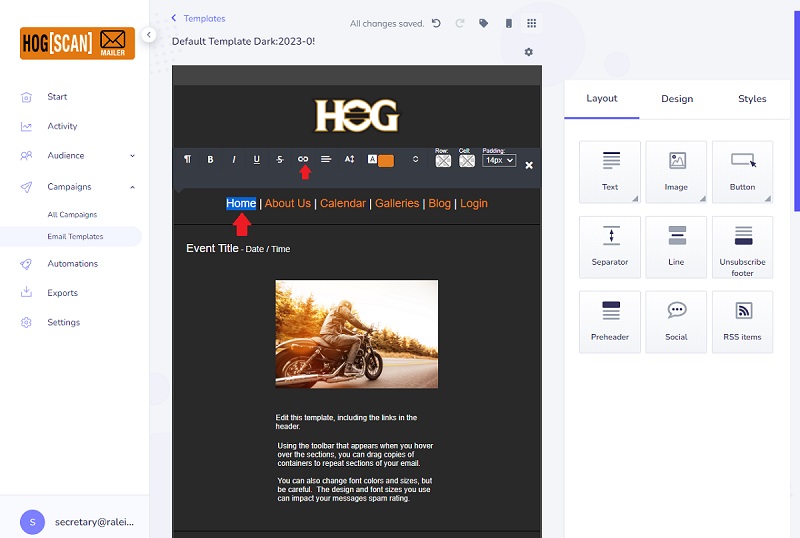 HOG[SCAN]
MAILER
Start
Activity
Audience
Campaigns
All Campaigns
Email Templates
Automations
Exports
Settings
S
secretary@ralei...
Templates
All changes saved.
Default Template Dark:2023-0!
HOG
¶ B I U S A Row: Cell: Padding:
14px
Home | About Us | Calendar | Galleries | Blog | Login
Event Title - Date / Time
Edit this template, including the links in the
header.
Using the toolbar that appears when you hover
over the sections, you can drag copies of
containers to repeat sections of your email.
You can also change font colors and sizes, but
be careful. The design and font sizes you use
can impact your messages spam rating.
Layout Design Styles
Text Image Button
Separator Line Unsubscribe
footer
Preheader Social RSS items